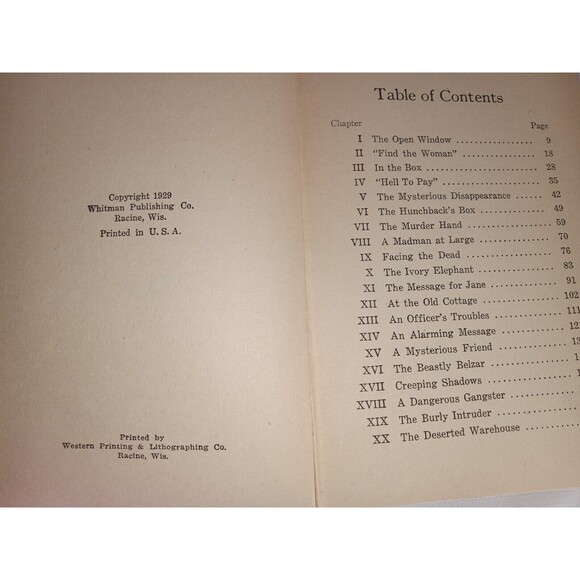 Copyright 1929
Whitman Publishing Co.
Racine, Wis.
Printed in U. S. A.
Printed by
Western Printing & Lithographing Co.
Racine, Wis.
Table of Contents
Chapter Page
I The Open Window ................ 9
II "Find the Woman" ................ 18
III In the Box ................ 28
IV "Hell To Pay" ................ 35
V The Mysterious Disappearance ...... 42
VI The Hunchback's Box ............ 49
VII The Murder Hand ............... 59
VIII A Madman at Large ............. 70
IX Facing the Dead ................ 76
X The Ivory Elephant .............. 83
XI The Message for Jane ............ 91
XII At the Old Cottage .............. 102
XIII An Officer's Troubles ............ 111
XIV An Alarming Message ...........
XV A Mysterious Friend ............
XVI The Beastly Belzar ..............
XVII Creeping Shadows ..............
XVIII A Dangerous Gangster ..........
XIX The Burly Intruder .............
XX The Deserted Warehouse .........